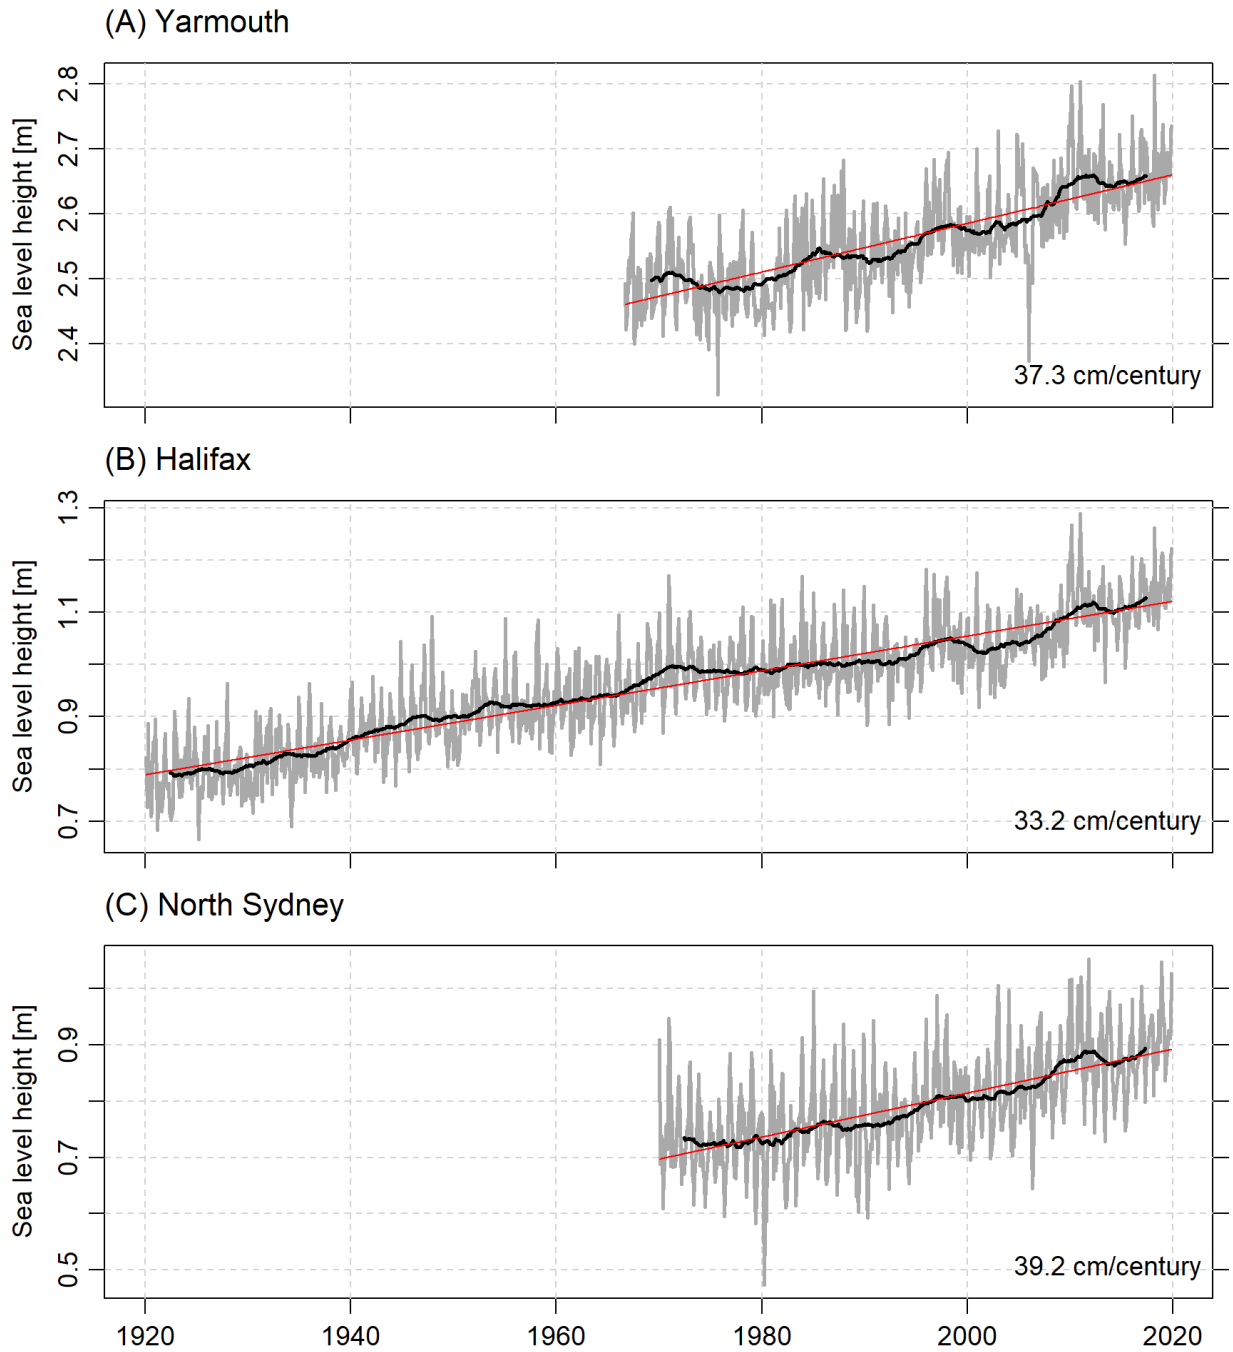 (A) Yarmouth
Sea level height [m]
2.8
2.7
2.6
2.5
2.4
37.3 cm/century
(B) Halifax
Sea level height [m]
1.3
1.1
0.9
0.7
33.2 cm/century
(C) North Sydney
Sea level height [m]
0.9
0.7
0.5
39.2 cm/century
1920 1940 1960 1980 2000 2020